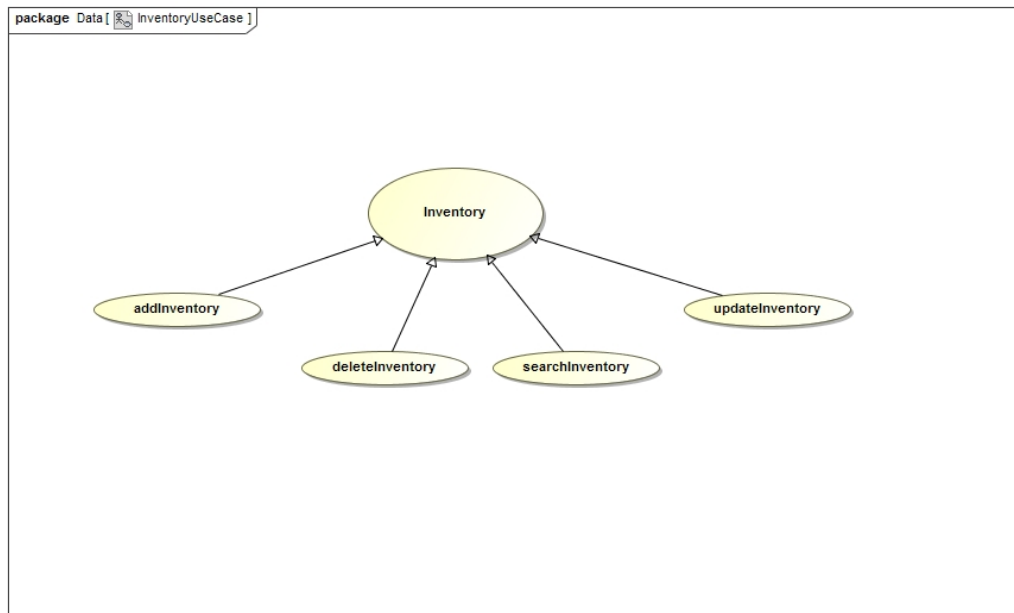 package Data [ InventoryUseCase ]
Inventory
addInventory
updateInventory
deleteInventory
searchInventory